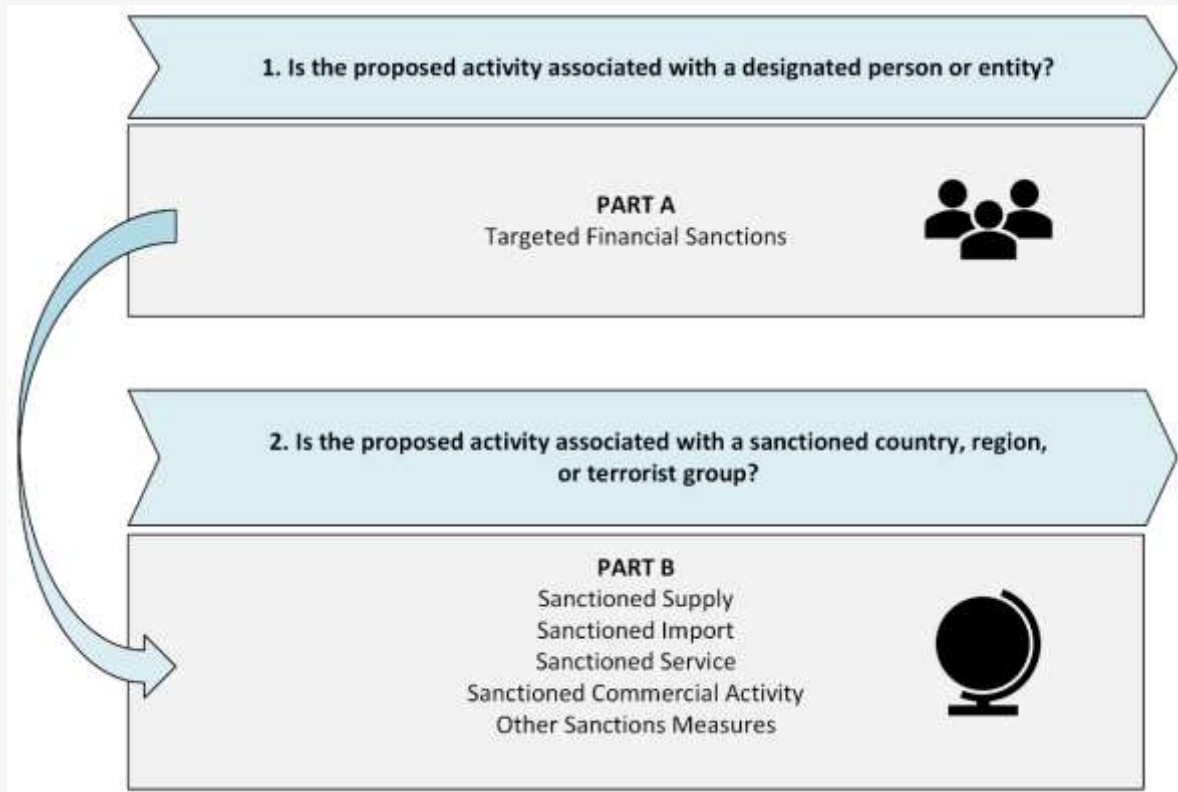 1. Is the proposed activity associated with a designated person or entity?
PART A
Targeted Financial Sanctions
2. Is the proposed activity associated with a sanctioned country, region,
or terrorist group?
PART B
Sanctioned Supply
Sanctioned Import
Sanctioned Service
Sanctioned Commercial Activity
Other Sanctions Measures